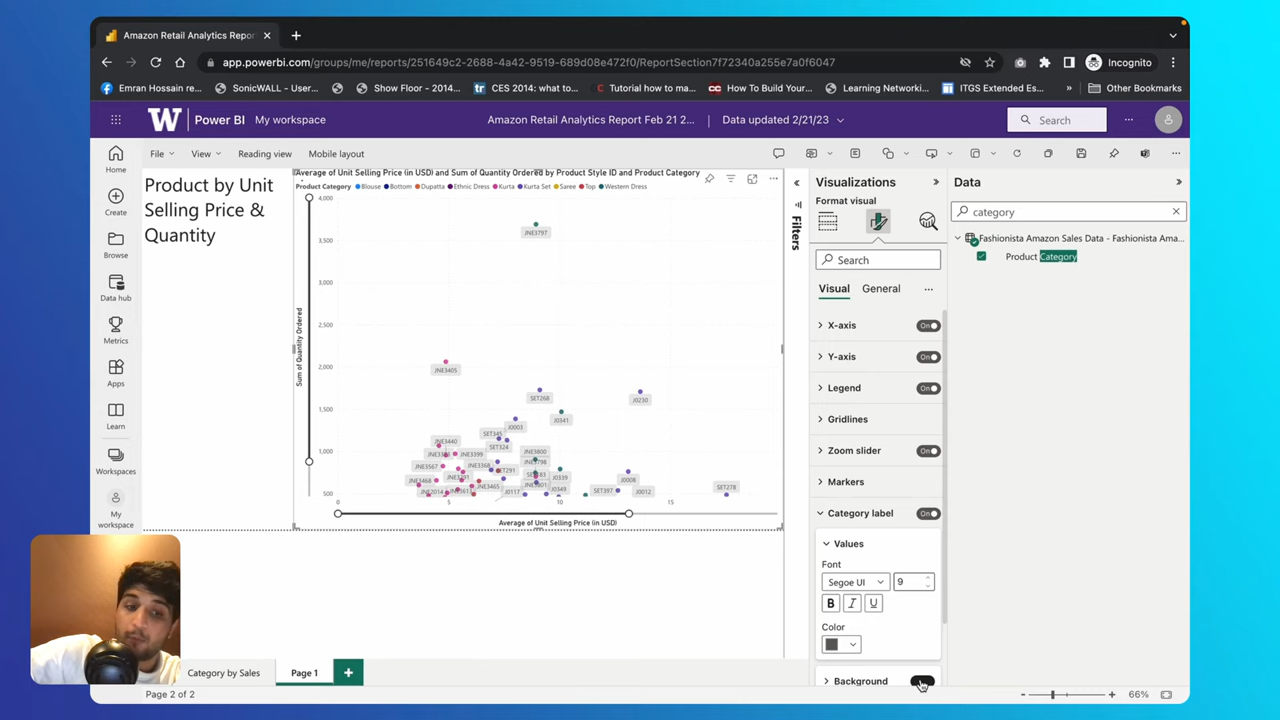 Amazon Retail Analytics Repor
app.powerbi.com/groups/me/reports/251649c2-2688-4a42-9519-689d08e472f0/ReportSection7f72340a255e7a0f6047
Incognito
Emran Hossain re...
SonicWALL - User...
Show Floor - 2014...
CES 2014: what to...
Tutorial how to ma...
How To Build Your...
Learning Networki...
ITGS Extended Es...
Other Bookmarks
Power BI My workspace
Amazon Retail Analytics Report Feb 21 2...
Data updated 2/21/23
Search
File
View
Reading view
Mobile layout
Home
Create
Browse
Data hub
Metrics
Apps
Learn
Workspaces
My
workspace
Product by Unit
Selling Price &
Quantity
Average of Unit Selling Price (in USD) and Sum of Quantity Ordered by Product Style ID and Product Category
Product Category Blouse Bottom Dupatta Ethnic Dress Kurta Kurta Set Saree Top Western Dress
4,000
3,500
3,000
2,500
2,000
1,500
1,000
500
Sum of Quantity Ordered
JNE3797
JNE3405
SET268
J0230
J0341
J0003
SET345
JNE3440
SET324
JNE3800
JNE3399
JNE3798
JNE3567
JNE3368
SET291
J0339
J0008
JNE3468
JNE3465
J0117
J0349
SET397
J0012
SET278
0
5
10
15
Average of Unit Selling Price (in USD)
Filters
Visualizations
Format visual
Search
Visual
General
X-axis
On
Y-axis
On
Legend
On
Gridlines
Zoom slider
On
Markers
Category label
On
Values
Font
Segoe UI
9
B I U
Color
Background
Data
category
Fashionista Amazon Sales Data - Fashionista Ama...
Product Category
Category by Sales
Page 1
Page 2 of 2
66%